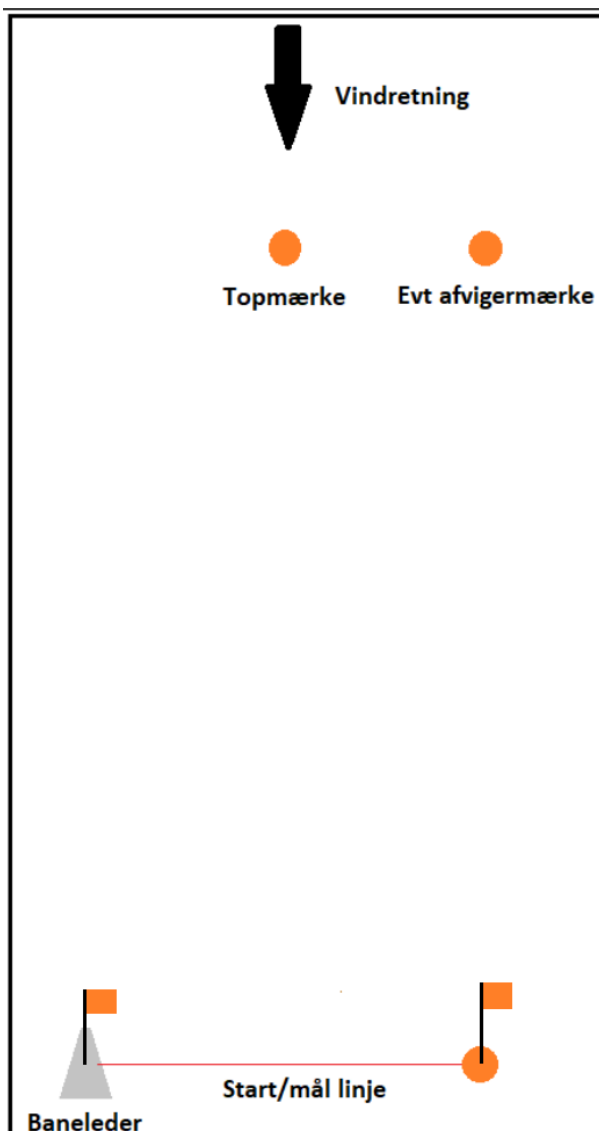 Vindretning
Topmærke
Evt afvigermærke
Start/mål linje
Baneleder